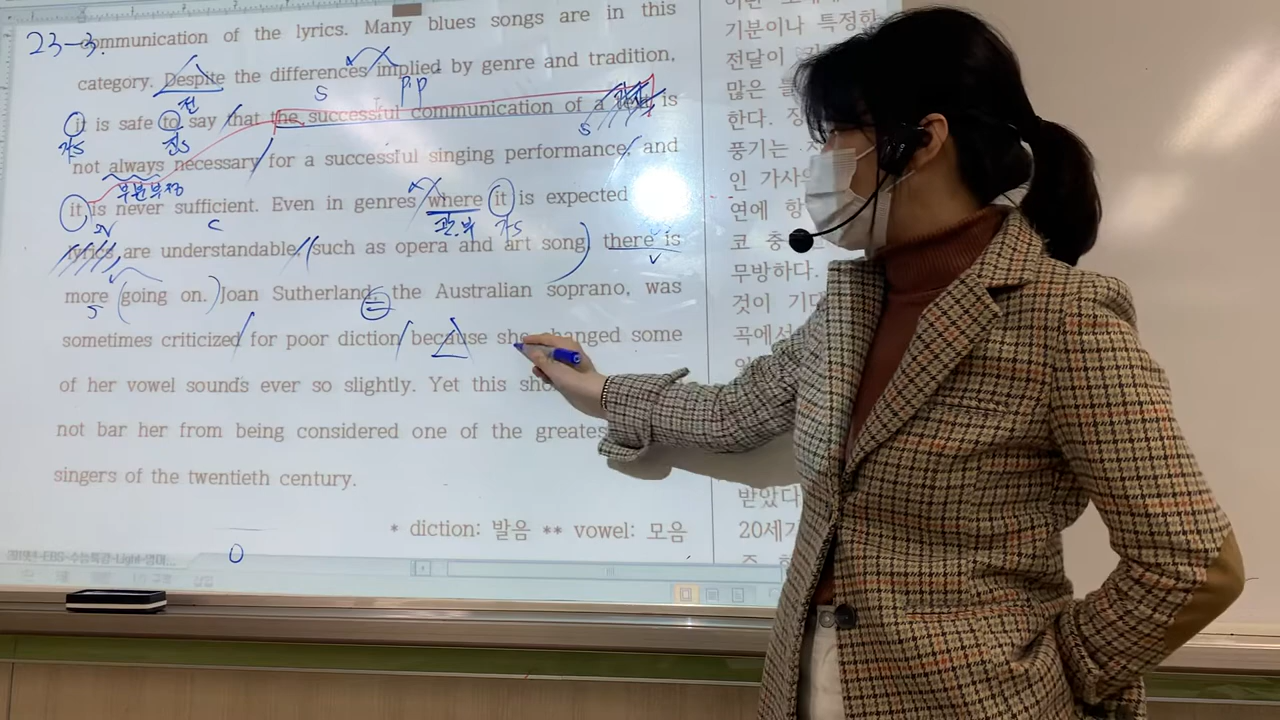 23-3.
communication of the lyrics. Many blues songs are in this
category. Despite the differences implied by genre and tradition,
전 S p.p
it is safe to say that the successful communication of a text is
가S 진S S
not always necessary for a successful singing performance, and
부분부정
it is never sufficient. Even in genres where it is expected
C 관.부 가S
lyrics are understandable (such as opera and art song) there is
V
more (going on.) Joan Sutherland, the Australian soprano, was
S
sometimes criticized for poor diction because she changed some
of her vowel sounds ever so slightly. Yet this
not bar her from being considered one of the
singers of the twentieth century.
* diction: 발음 ** vowel: 모음
기분이나 특정한
전달이
많은
한다.
풍기는
인 가사
연에
코
무방하다.
것이
곡에서
받았다
20세기